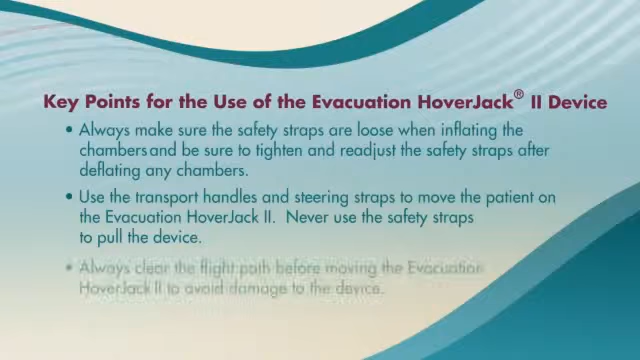 Key Points for the Use of the Evacuation HoverJack® II Device
• Always make sure the safety straps are loose when inflating the
chambers and be sure to tighten and readjust the safety straps after
deflating any chambers.
• Use the transport handles and steering straps to move the patient on
the Evacuation HoverJack II. Never use the safety straps
to pull the device.
• Always clear the flight path before moving the Evacuation
HoverJack II to avoid damage to the device.